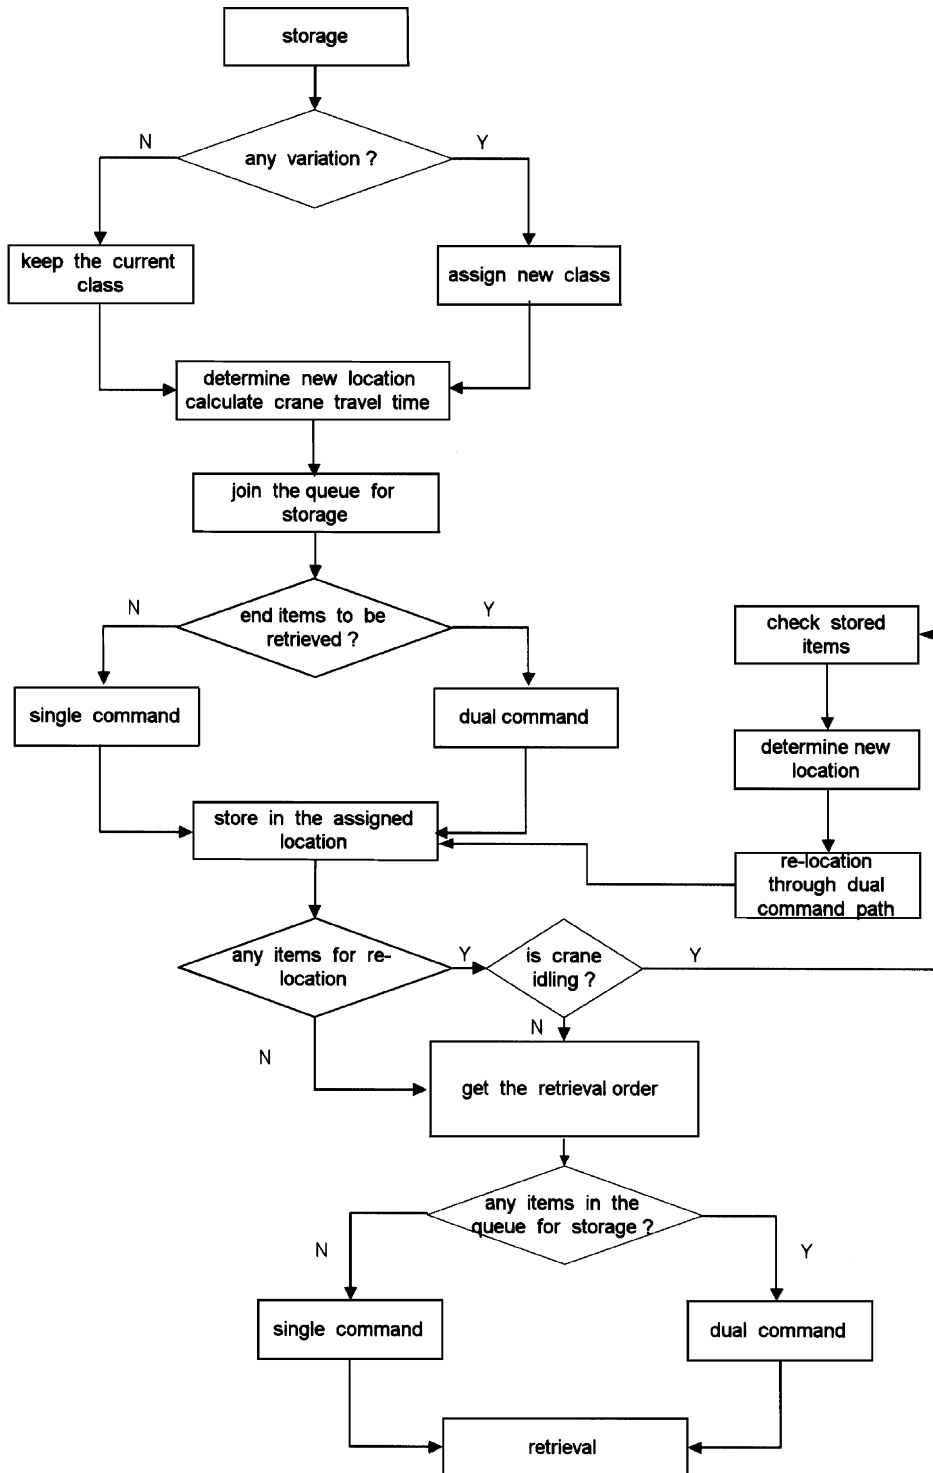 storage
any variation ?
N
Y
keep the current
class
assign new class
determine new location
calculate crane travel time
join the queue for
storage
end items to be
retrieved ?
N
Y
single command
dual command
check stored
items
determine new
location
re-location
through dual
command path
store in the assigned
location
any items for re-
location
Y
is crane
idling ?
Y
N
N
get the retrieval order
any items in the
queue for storage ?
N
Y
single command
dual command
retrieval